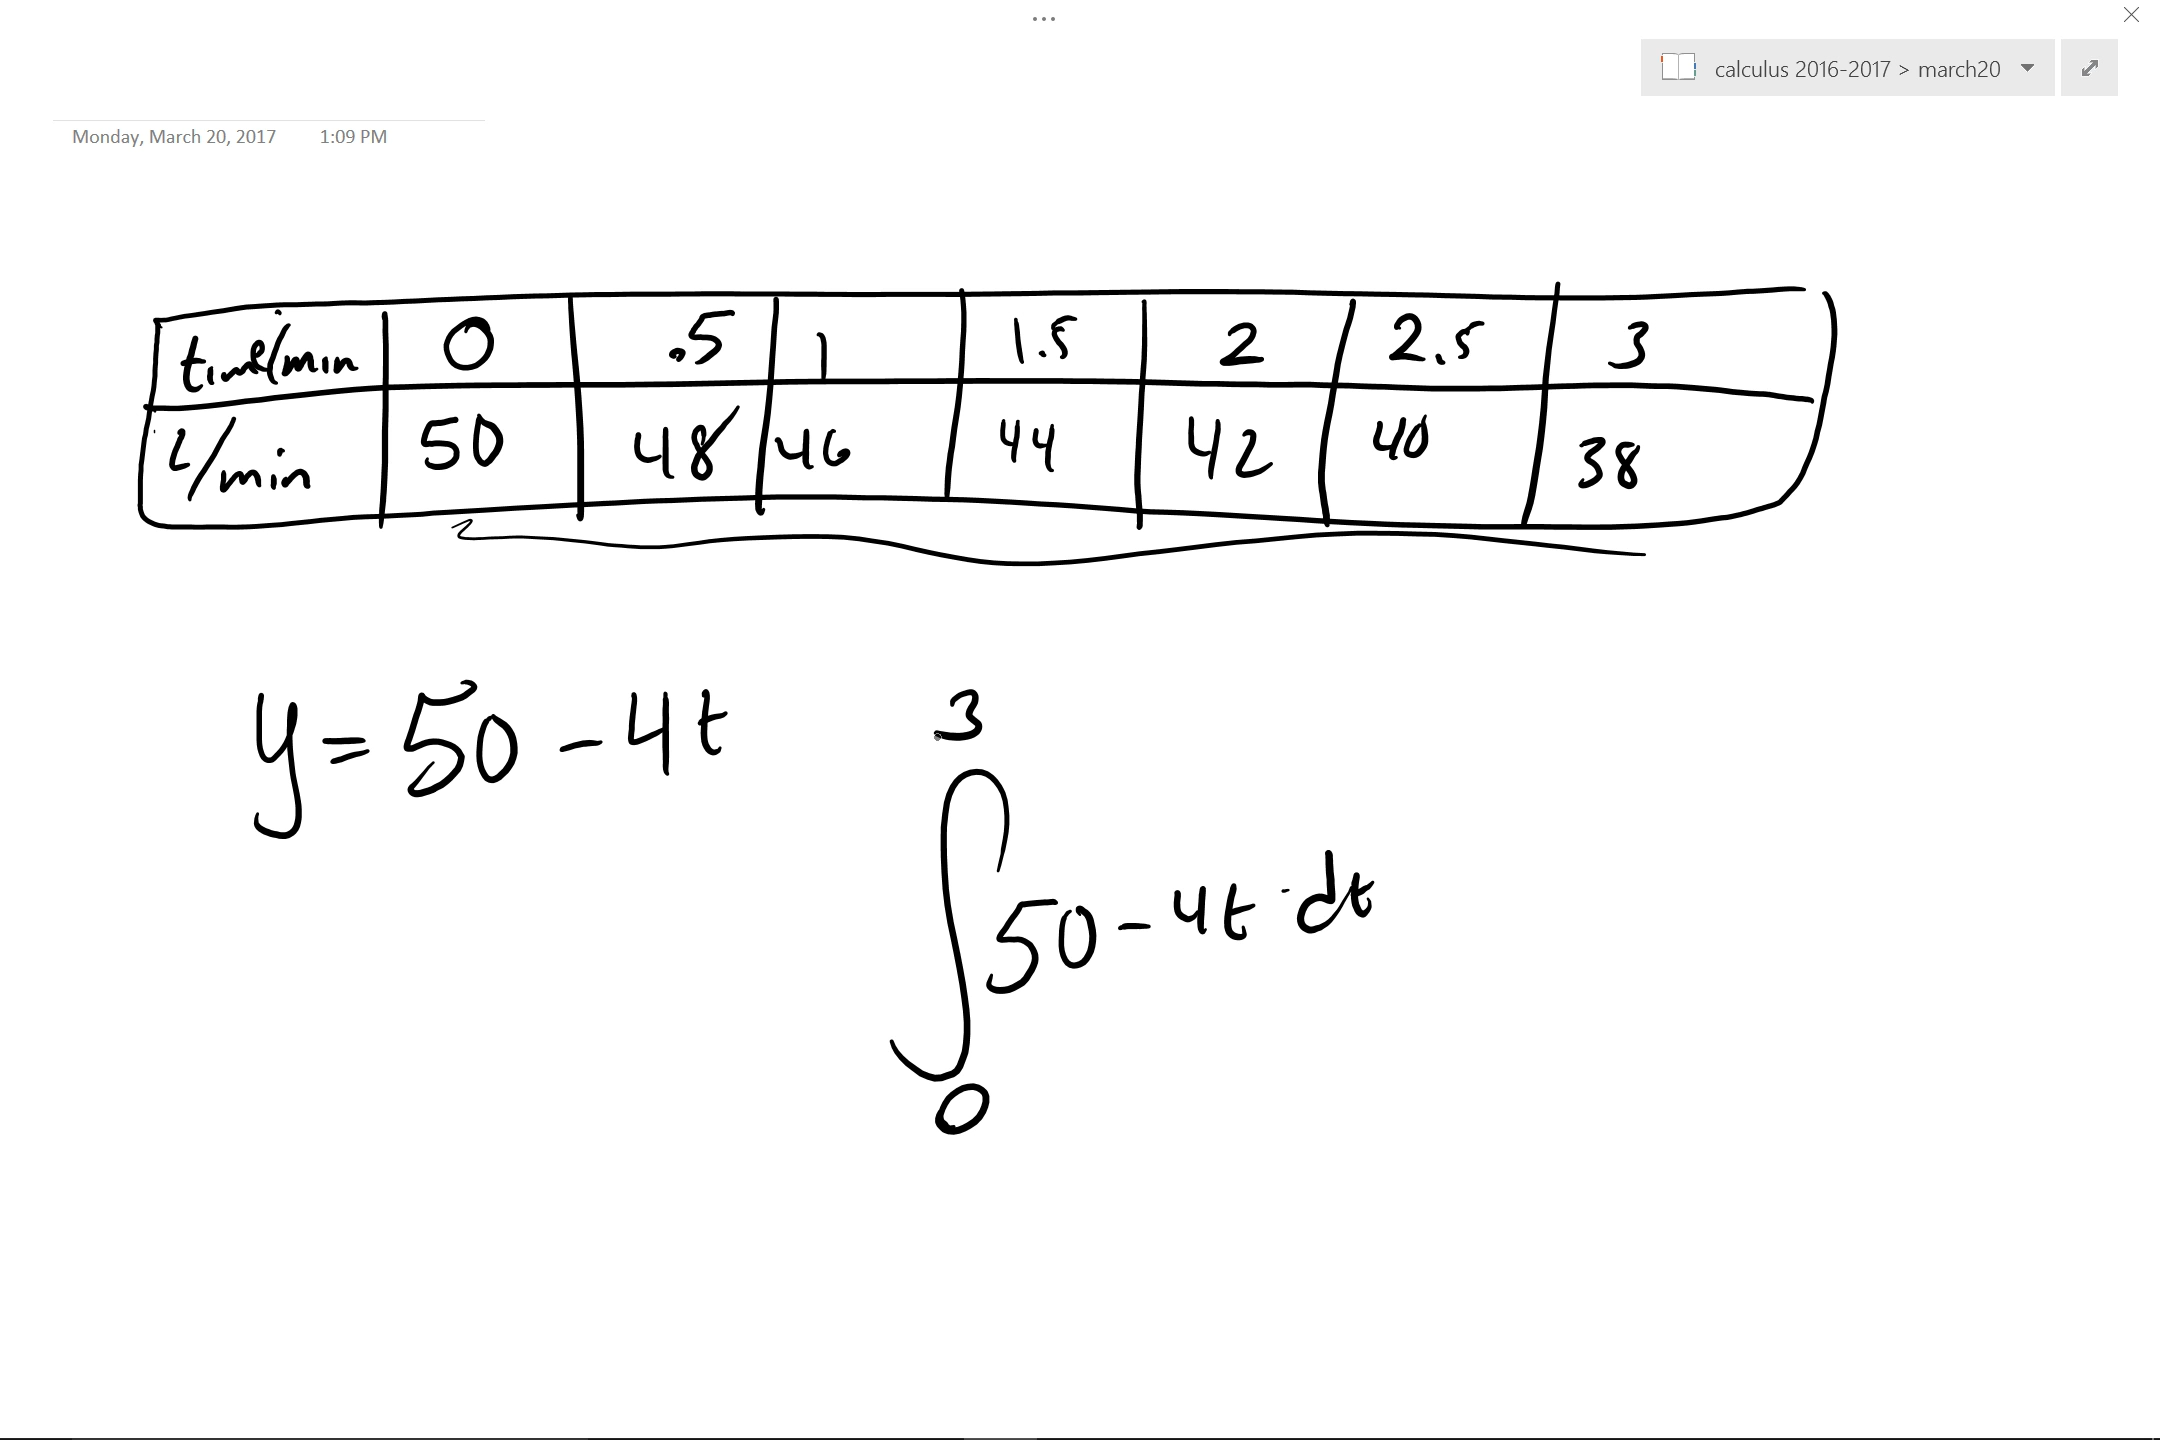 ...
calculus 2016-2017 > march20
Monday, March 20, 2017 1:09 PM
time/min 0 .5 1 1.5 2 2.5 3
L/min 50 48 46 44 42 40 38
y = 50 - 4t
3
∫ 50 - 4t · dt
0